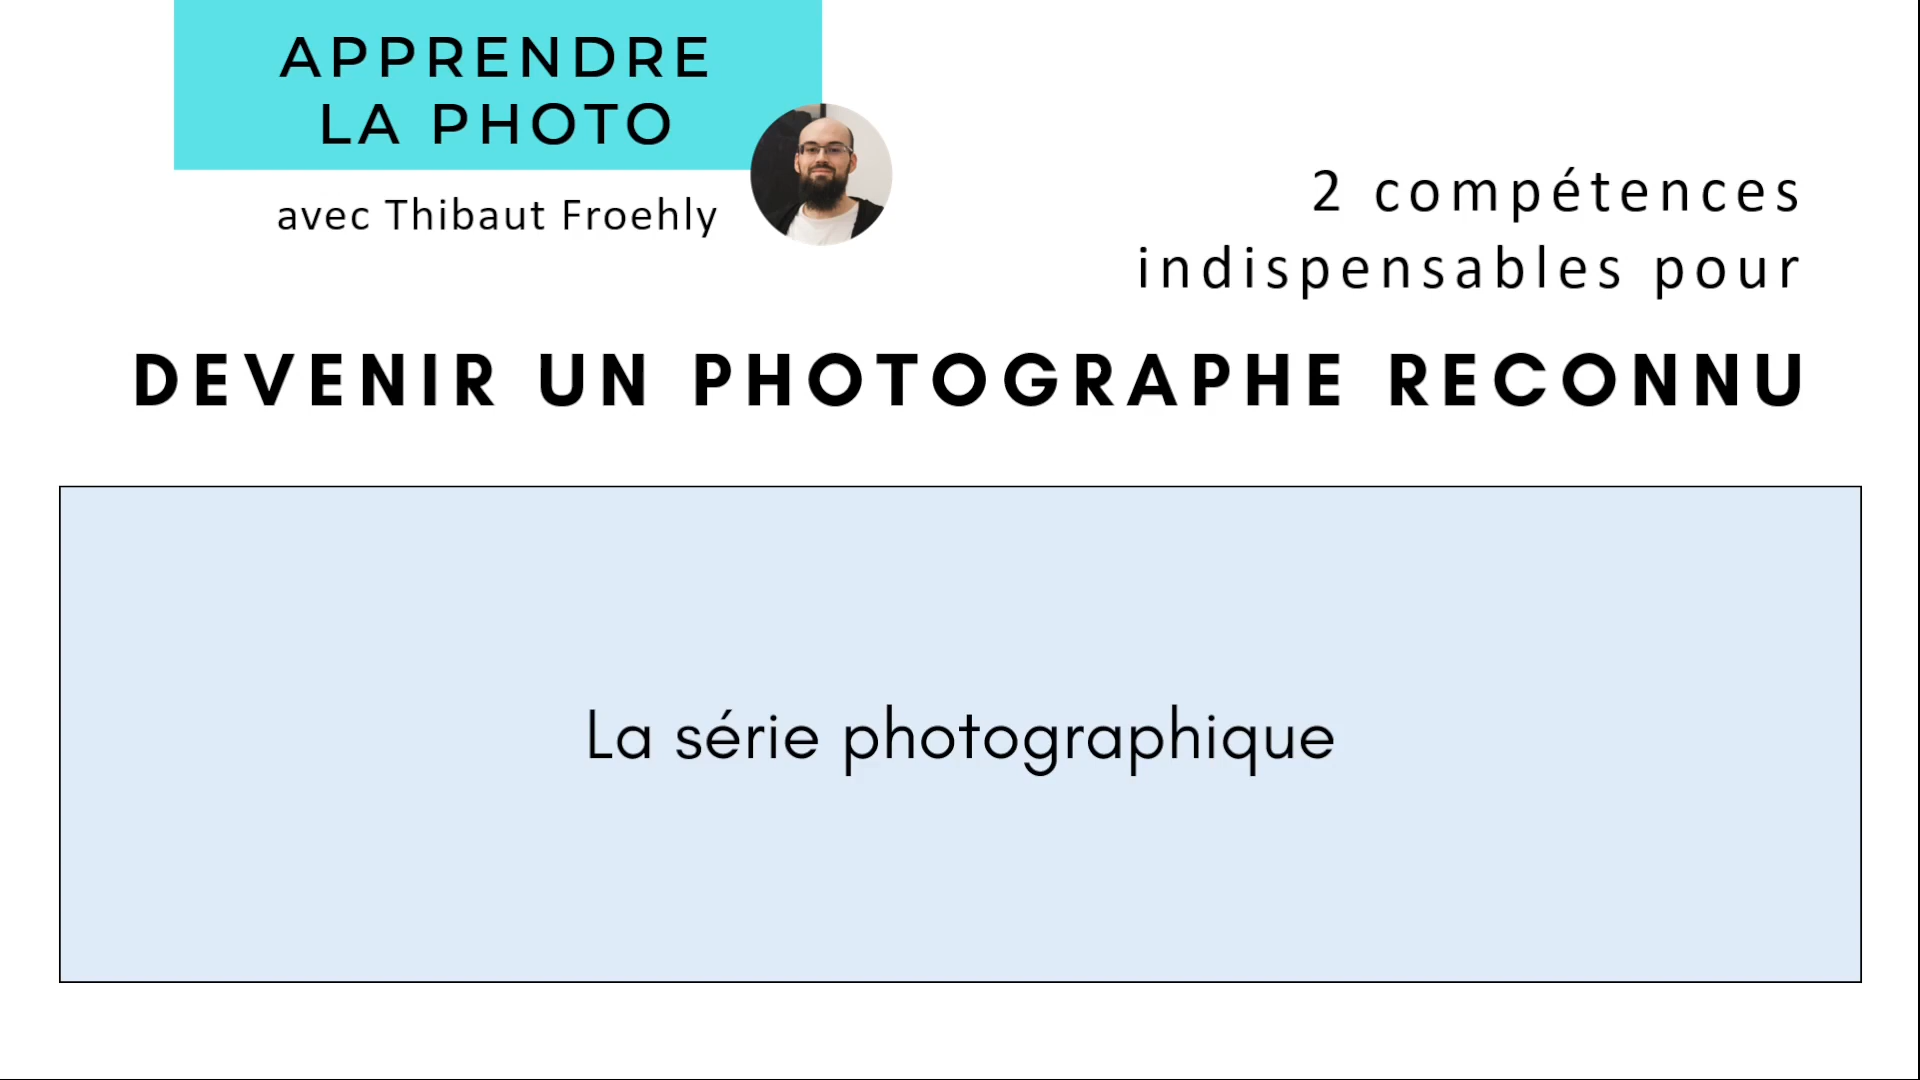 APPRENDRE
LA PHOTO
avec Thibaut Froehly
2 compétences
indispensables pour
DEVENIR UN PHOTOGRAPHE RECONNU
La série photographique